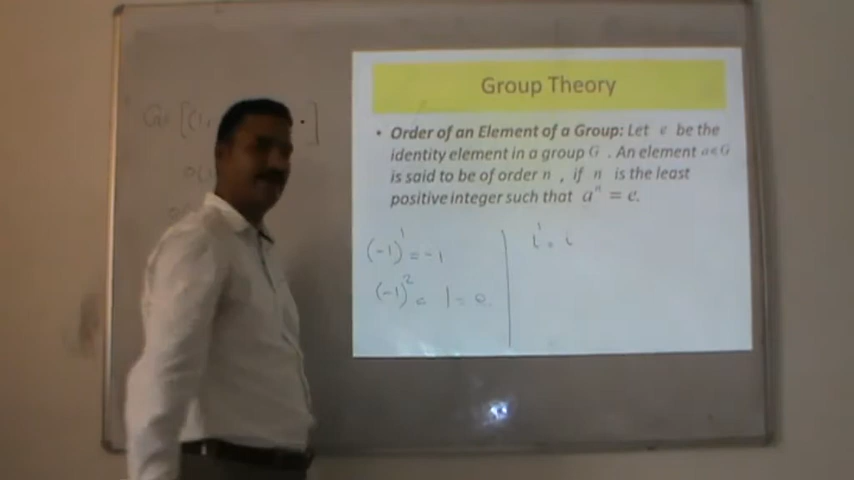 Group Theory
• Order of an Element of a Group: Let e be the
identity element in a group G . An element a∈G
is said to be of order n , if n is the least
positive integer such that aⁿ = e.
(-1)¹ = -1
(-1)² = 1 = e
i¹ = i